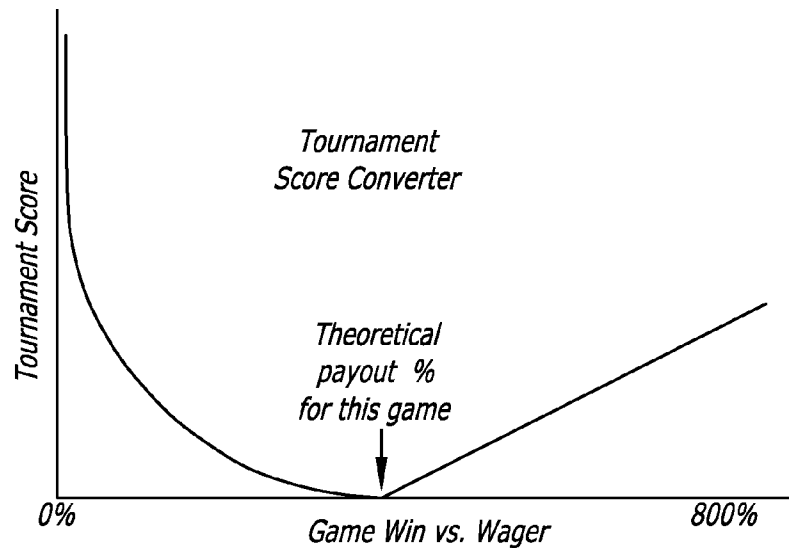 Tournament
Score Converter
Tournament Score
Theoretical
payout %
for this game
0%
800%
Game Win vs. Wager